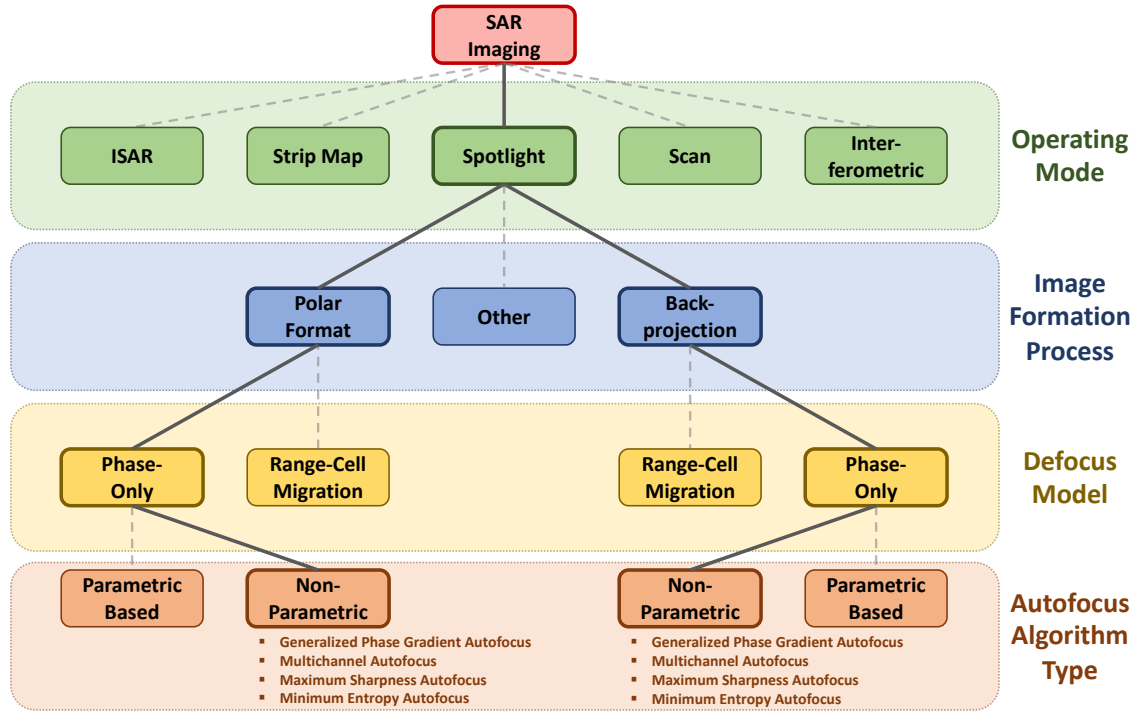 SAR
Imaging
ISAR
Strip Map
Spotlight
Scan
Inter-
ferometric
Operating
Mode
Polar
Format
Other
Back-
projection
Image
Formation
Process
Phase-
Only
Range-Cell
Migration
Range-Cell
Migration
Phase-
Only
Defocus
Model
Parametric
Based
Non-
Parametric
Non-
Parametric
Parametric
Based
▪ Generalized Phase Gradient Autofocus
▪ Multichannel Autofocus
▪ Maximum Sharpness Autofocus
▪ Minimum Entropy Autofocus
▪ Generalized Phase Gradient Autofocus
▪ Multichannel Autofocus
▪ Maximum Sharpness Autofocus
▪ Minimum Entropy Autofocus
Autofocus
Algorithm
Type